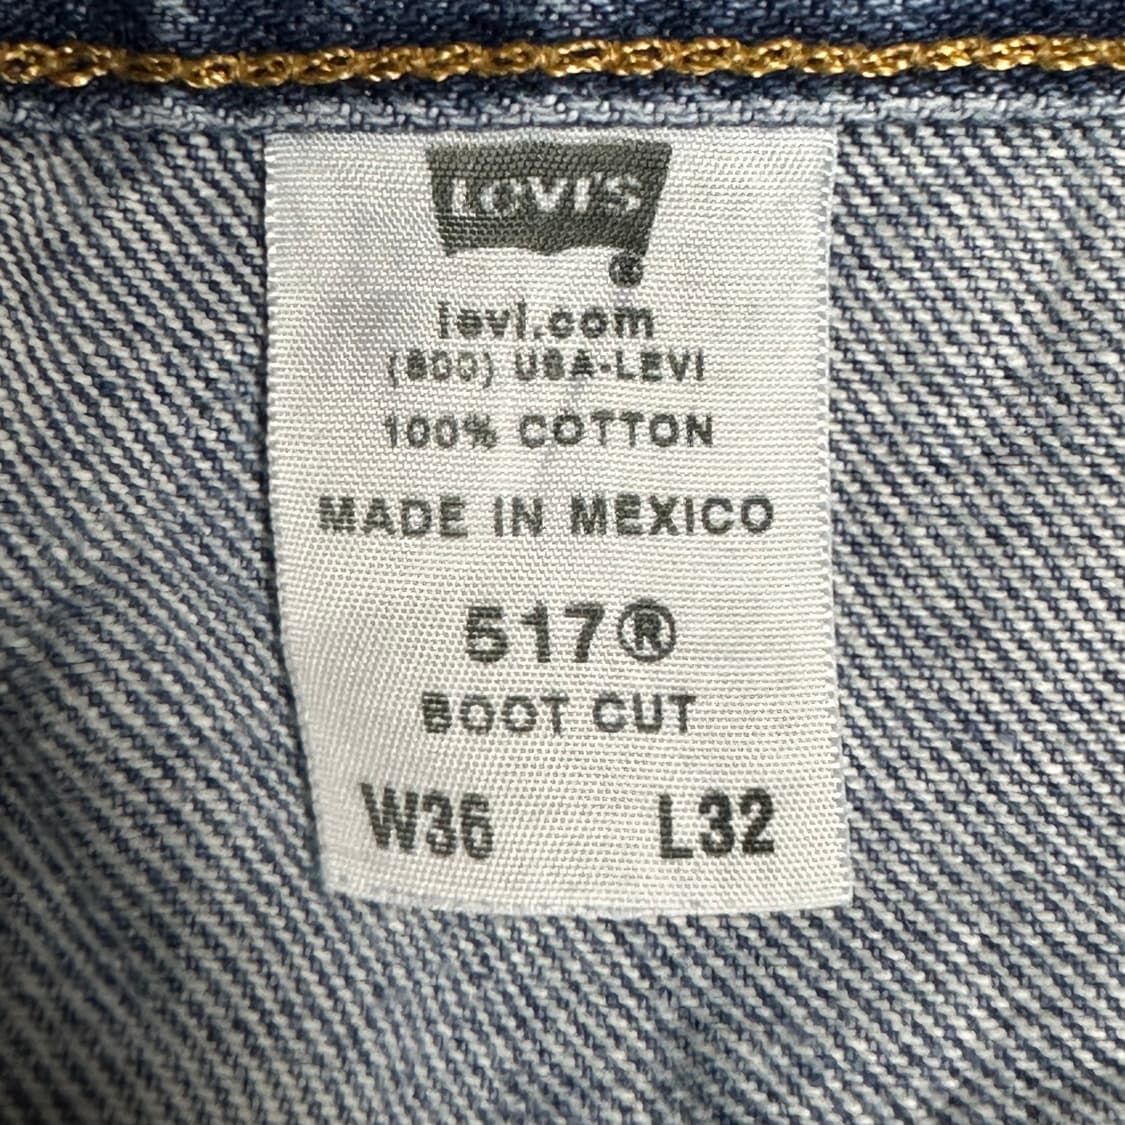 LEVI'S
®
levi.com
(800) USA-LEVI
100% COTTON
MADE IN MEXICO
517®
BOOT CUT
W36 L32